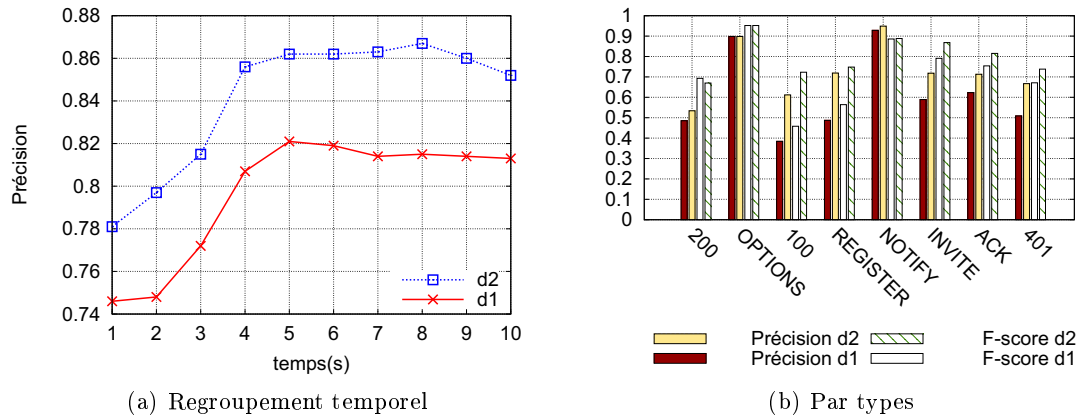 0.88
0.86
0.84
0.82
0.8
0.78
0.76
0.74
Précision
1 2 3 4 5 6 7 8 9 10
temps(s)
d2
d1
(a) Regroupement temporel
1
0.9
0.8
0.7
0.6
0.5
0.4
0.3
0.2
0.1
0
200 OPTIONS 100 REGISTER NOTIFY INVITE ACK 401
Précision d2 F-score d2
Précision d1 F-score d1
(b) Par types